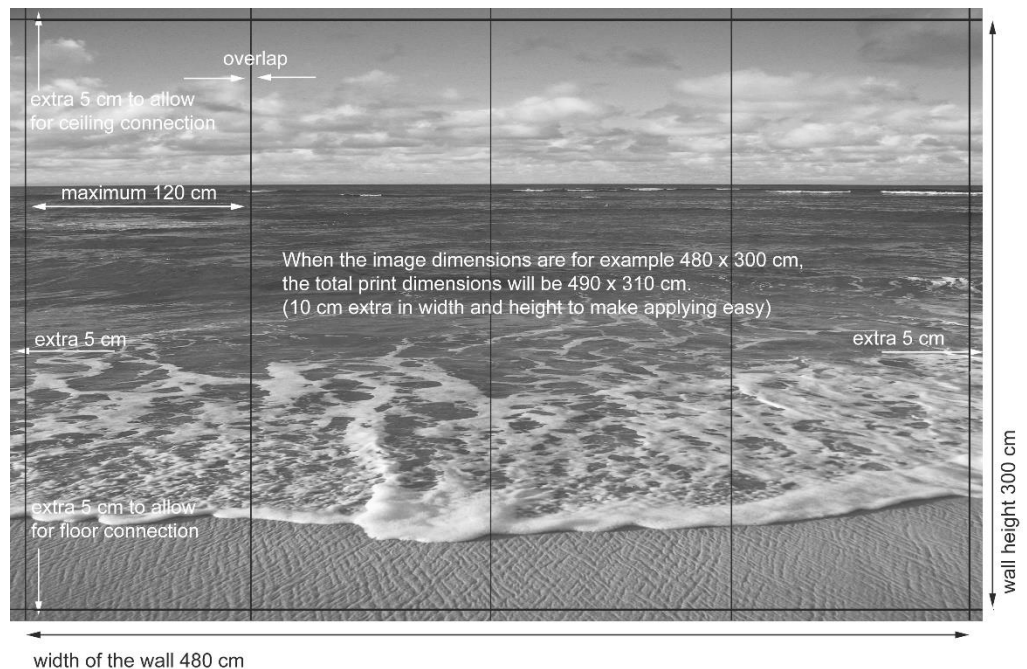 overlap
extra 5 cm to allow
for ceiling connection
maximum 120 cm
When the image dimensions are for example 480 x 300 cm,
the total print dimensions will be 490 x 310 cm.
(10 cm extra in width and height to make applying easy)
extra 5 cm
extra 5 cm
extra 5 cm to allow
for floor connection
wall height 300 cm
width of the wall 480 cm